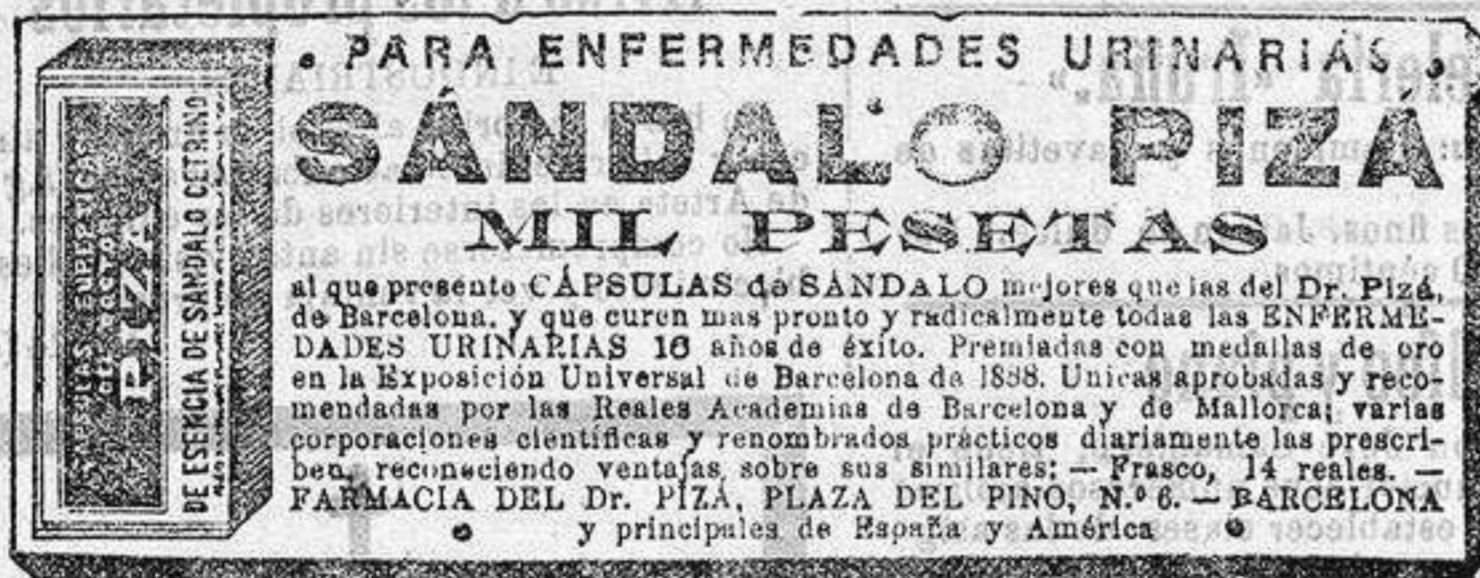 PARA ENFERMEDADES URINARIAS
SÁNDALO PIZÁ
MIL PESETAS
al que presente CÁPSULAS de SÁNDALO mejores que las del Dr. Pizá,
de Barcelona, y que curen mas pronto y radicalmente todas las ENFERME-
DADES URINARIAS 16 años de éxito. Premiadas con medallas de oro
en la Exposición Universal de Barcelona de 1888. Unicas aprobadas y reco-
mendadas por las Reales Academias de Barcelona y de Mallorca; varias
corporaciones científicas y renombrados prácticos diariamente las prescri-
ben, reconociendo ventajas sobre sus similares: — Frasco, 14 reales. —
FARMACIA DEL Dr. PIZÁ, PLAZA DEL PINO, N.º 6. — BARCELONA
y principales de España y América
CAPSULAS EUPEPTICAS
DEL DOCTOR
PIZÁ
DE ESENCIA DE SANDALO CETRINO